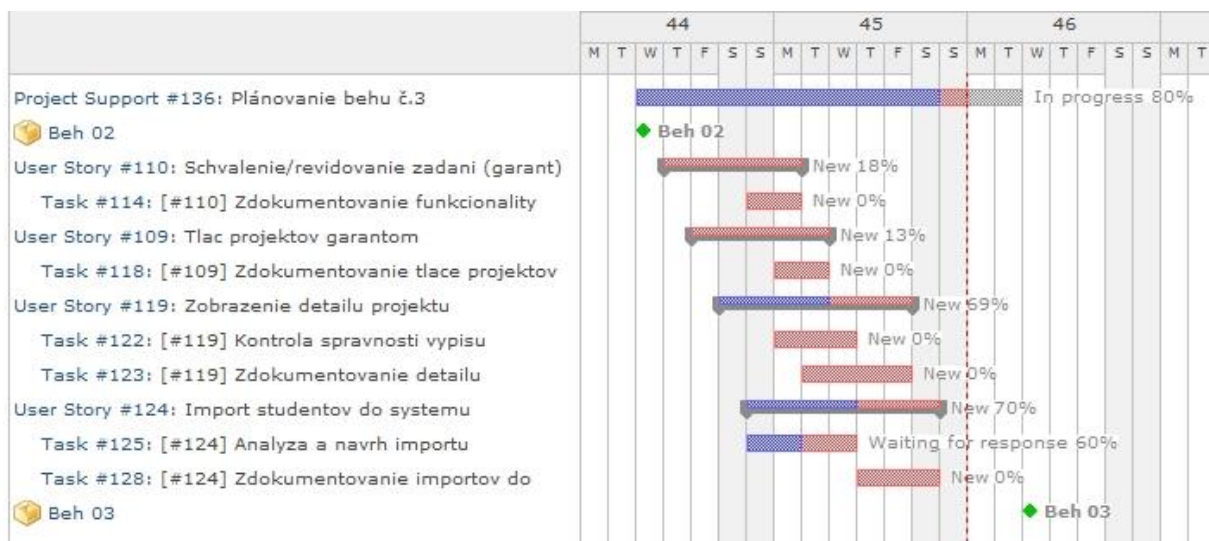 44 45 46
M T W T F S S M T W T F S S M T W T F S S M T
Project Support #136: Plánovanie behu č.3 In progress 80%
Beh 02 Beh 02
User Story #110: Schvalenie/revidovanie zadani (garant) New 18%
Task #114: [#110] Zdokumentovanie funkcionality New 0%
User Story #109: Tlac projektov garantom New 13%
Task #118: [#109] Zdokumentovanie tlace projektov New 0%
User Story #119: Zobrazenie detailu projektu New 69%
Task #122: [#119] Kontrola spravnosti vypisu New 0%
Task #123: [#119] Zdokumentovanie detailu New 0%
User Story #124: Import studentov do systemu New 70%
Task #125: [#124] Analyza a navrh importu Waiting for response 60%
Task #128: [#124] Zdokumentovanie importov do New 0%
Beh 03 Beh 03